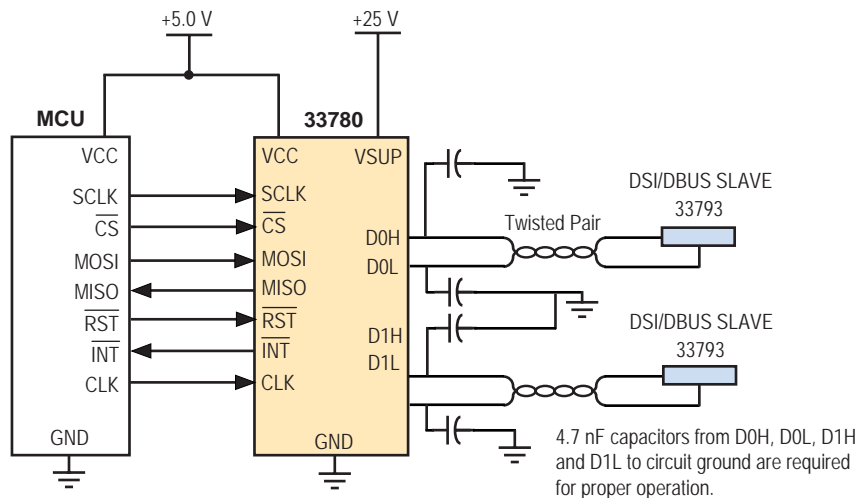 +5.0 V
+25 V
MCU
33780
VCC
VCC
VSUP
SCLK
SCLK
CS
CS
MOSI
MOSI
MISO
MISO
RST
RST
INT
INT
CLK
CLK
GND
GND
D0H
D0L
D1H
D1L
Twisted Pair
DSI/DBUS SLAVE
33793
DSI/DBUS SLAVE
33793
4.7 nF capacitors from D0H, D0L, D1H
and D1L to circuit ground are required
for proper operation.